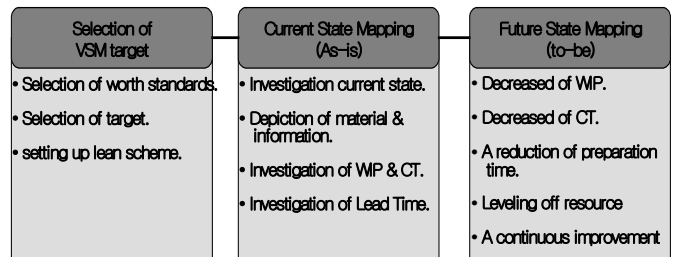 Selection of
VSM target
• Selection of worth standards.
• Selection of target.
• setting up lean scheme.
Current State Mapping
(As-is)
• Investigation current state.
• Depiction of material &
information.
• Investigation of WIP & CT.
• Investigation of Lead Time.
Future State Mapping
(to-be)
• Decreased of WIP.
• Decreased of CT.
• A reduction of preparation
time.
• Leveling off resource
• A continuous improvement